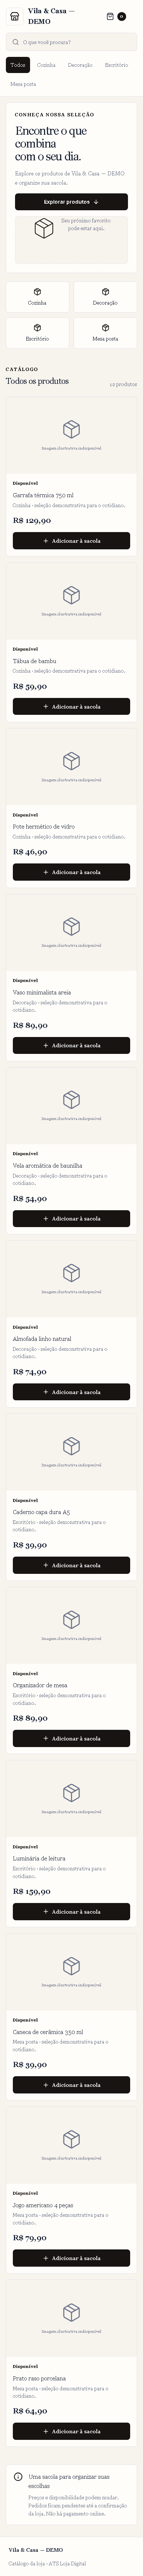 Vila & Casa —
DEMO
0
O que você procura?
Todos
Cozinha
Decoração
Escritório
Mesa posta
CONHEÇA NOSSA SELEÇÃO
Encontre o que
combina
com o seu dia.
Explore os produtos de Vila & Casa — DEMO
e organize sua sacola.
Explorar produtos
Seu próximo favorito
pode estar aqui.
Cozinha
Decoração
Escritório
Mesa posta
CATÁLOGO
Todos os produtos
12 produtos
Imagem ilustrativa indisponível
Disponível
Garrafa térmica 750 ml
Cozinha · seleção demonstrativa para o cotidiano.
R$ 129,90
Adicionar à sacola
Imagem ilustrativa indisponível
Disponível
Tábua de bambu
Cozinha · seleção demonstrativa para o cotidiano.
R$ 59,90
Adicionar à sacola
Imagem ilustrativa indisponível
Disponível
Pote hermético de vidro
Cozinha · seleção demonstrativa para o cotidiano.
R$ 46,90
Adicionar à sacola
Imagem ilustrativa indisponível
Disponível
Vaso minimalista areia
Decoração · seleção demonstrativa para o
cotidiano.
R$ 89,90
Adicionar à sacola
Imagem ilustrativa indisponível
Disponível
Vela aromática de baunilha
Decoração · seleção demonstrativa para o
cotidiano.
R$ 54,90
Adicionar à sacola
Imagem ilustrativa indisponível
Disponível
Almofada linho natural
Decoração · seleção demonstrativa para o
cotidiano.
R$ 74,90
Adicionar à sacola
Imagem ilustrativa indisponível
Disponível
Caderno capa dura A5
Escritório · seleção demonstrativa para o
cotidiano.
R$ 39,90
Adicionar à sacola
Imagem ilustrativa indisponível
Disponível
Organizador de mesa
Escritório · seleção demonstrativa para o
cotidiano.
R$ 89,90
Adicionar à sacola
Imagem ilustrativa indisponível
Disponível
Luminária de leitura
Escritório · seleção demonstrativa para o
cotidiano.
R$ 159,90
Adicionar à sacola
Imagem ilustrativa indisponível
Disponível
Caneca de cerâmica 350 ml
Mesa posta · seleção demonstrativa para o
cotidiano.
R$ 39,90
Adicionar à sacola
Imagem ilustrativa indisponível
Disponível
Jogo americano 4 peças
Mesa posta · seleção demonstrativa para o
cotidiano.
R$ 79,90
Adicionar à sacola
Imagem ilustrativa indisponível
Disponível
Prato raso porcelana
Mesa posta · seleção demonstrativa para o
cotidiano.
R$ 64,90
Adicionar à sacola
Uma sacola para organizar suas
escolhas
Preços e disponibilidade podem mudar.
Pedidos ficam pendentes até a confirmação
da loja. Não há pagamento online.
Vila & Casa — DEMO
Catálogo da loja · ATS Loja Digital